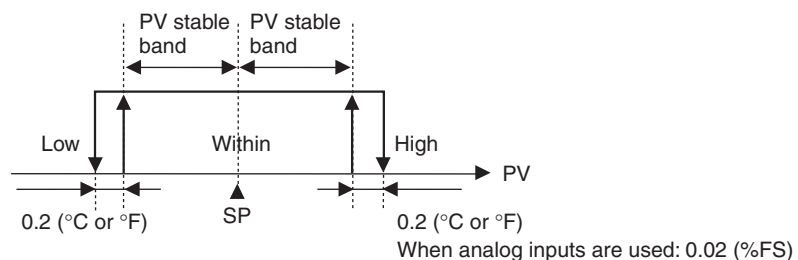 PV stable
band
PV stable
band
Low
Within
High
PV
0.2 (°C or °F)
SP
0.2 (°C or °F)
When analog inputs are used: 0.02 (%FS)